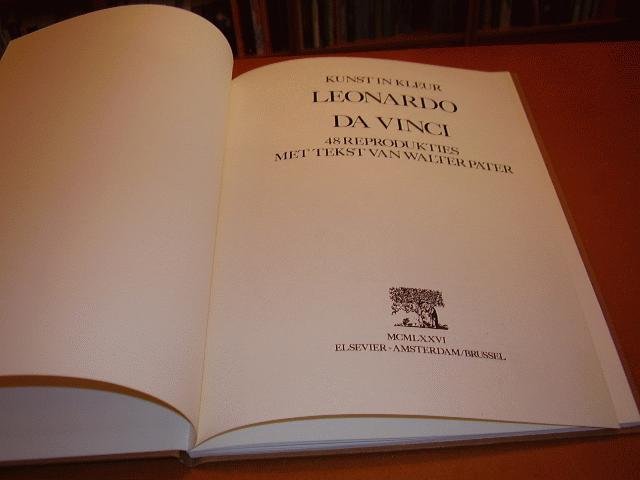 KUNST IN KLEUR
LEONARDO
DA VINCI
48 REPRODUKTIES
MET TEKST VAN WALTER PATER
MCMLXXVI
ELSEVIER - AMSTERDAM/BRUSSEL